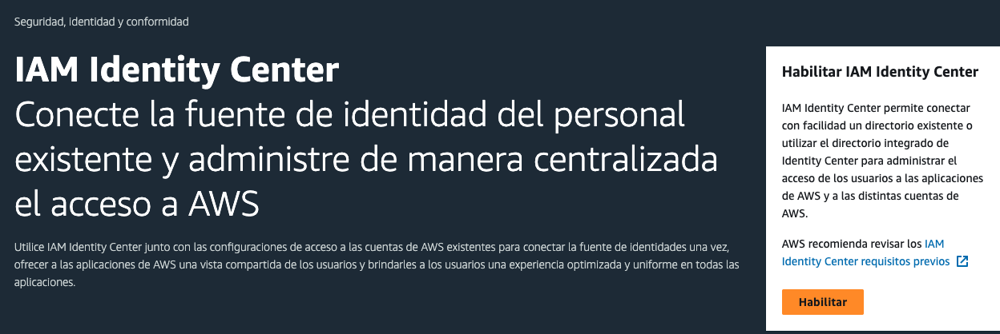 Seguridad, identidad y conformidad
IAM Identity Center
Conecte la fuente de identidad del personal
existente y administre de manera centralizada
el acceso a AWS
Utilice IAM Identity Center junto con las configuraciones de acceso a las cuentas de AWS existentes para conectar la fuente de identidades una vez,
ofrecer a las aplicaciones de AWS una vista compartida de los usuarios y brindarles a los usuarios una experiencia optimizada y uniforme en todas las
aplicaciones.
Habilitar IAM Identity Center
IAM Identity Center permite conectar
con facilidad un directorio existente o
utilizar el directorio integrado de
Identity Center para administrar el
acceso de los usuarios a las aplicaciones
de AWS y a las distintas cuentas de
AWS.
AWS recomienda revisar los IAM
Identity Center requisitos previos
Habilitar